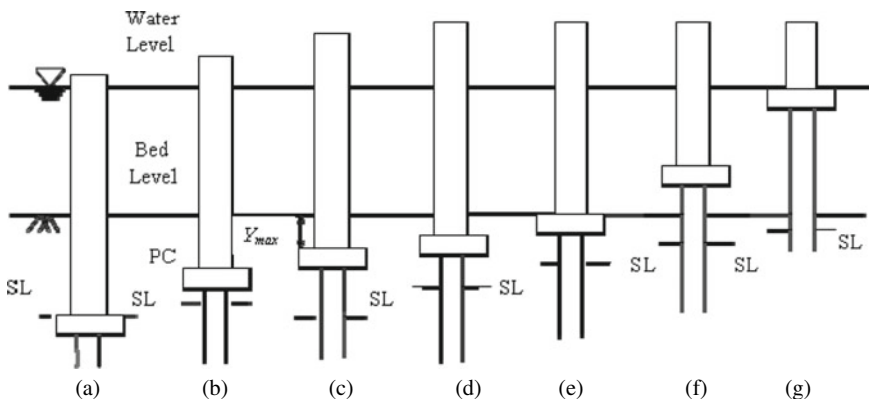 Water
Level
Bed
Level
Ymax
PC
SL
SL
SL
SL
SL
SL
SL
(a) (b) (c) (d) (e) (f) (g)